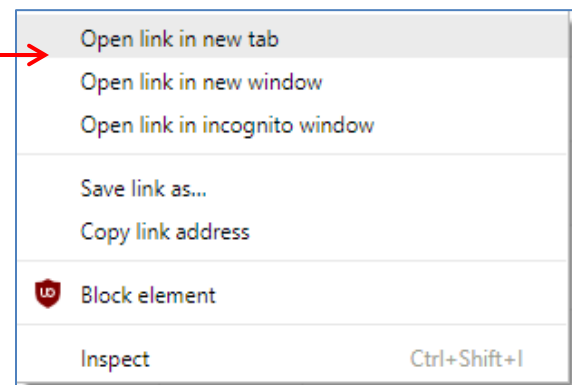 Open link in new tab
Open link in new window
Open link in incognito window
Save link as...
Copy link address
Block element
Inspect Ctrl+Shift+I